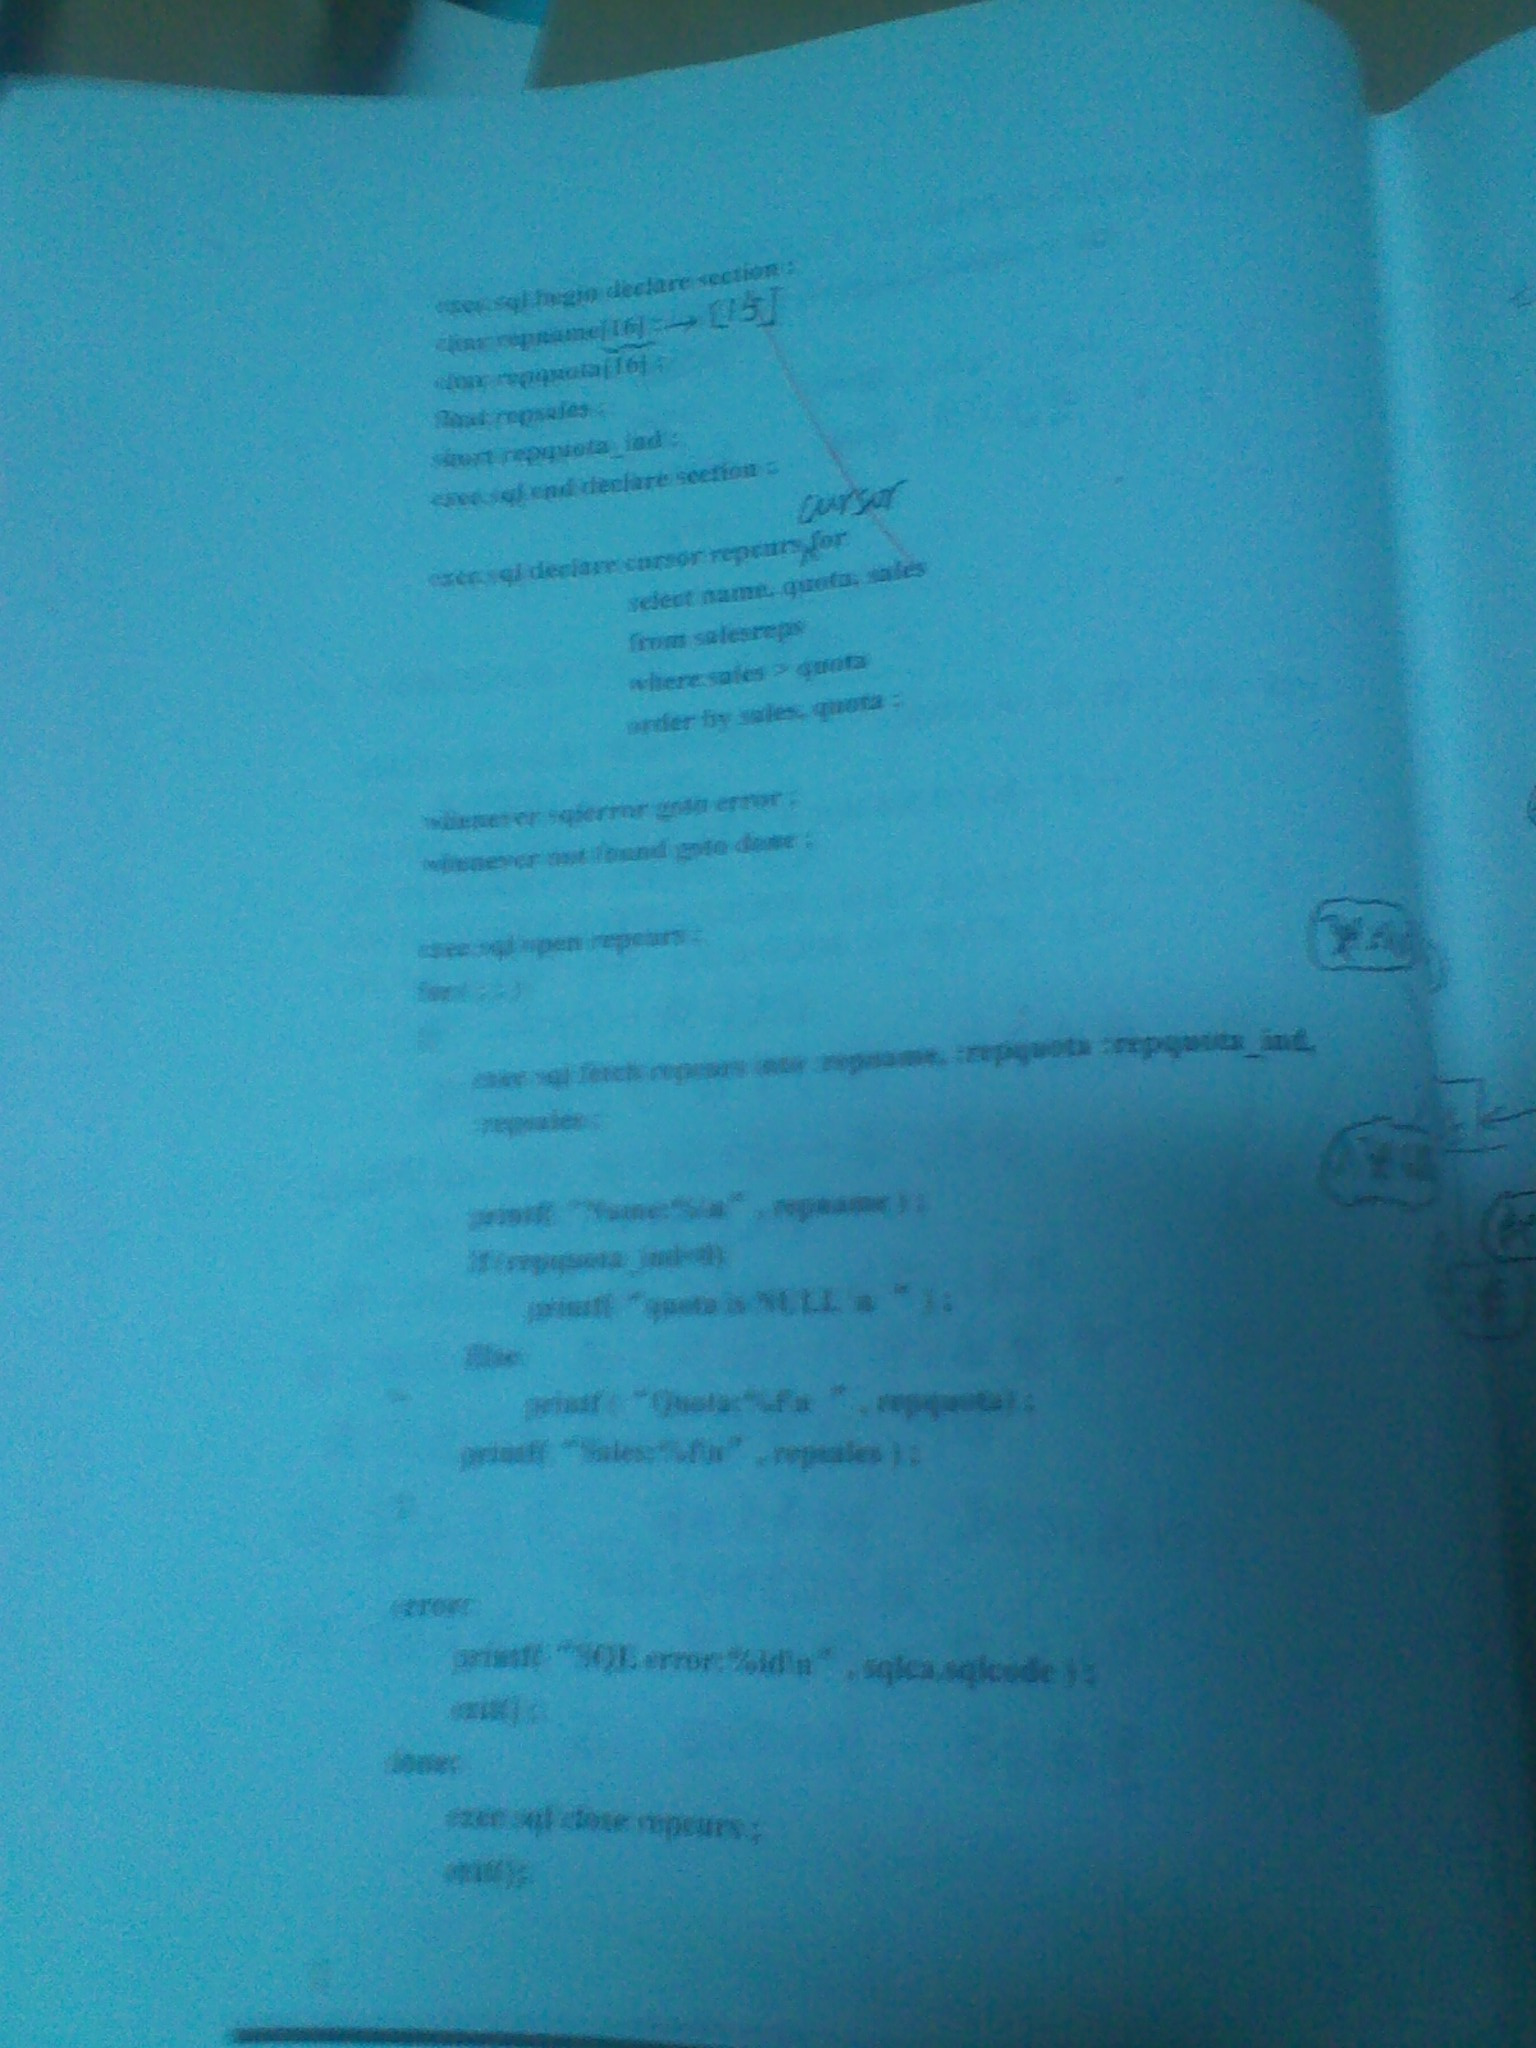 exec sql begin declare section ;
char repname[16] ; → [15]
char repquota[16] ;
float repsales ;
short repquota_ind ;
exec sql end declare section ;
cursor
exec sql declare cursor repcurs for
select name, quota, sales
from salesreps
where sales > quota
order by sales, quota ;
whenever sqlerror goto error ;
whenever not found goto done ;
exec sql open repcurs ;
for( ; ; )
{
exec sql fetch repcurs into :repname, :repquota :repquota_ind,
:repsales ;
printf( "Name:%s\n" , repname ) ;
if (repquota_ind<0)
printf( "quota is NULL \n " ) ;
Else
printf ( "Quota:%f\n " , repquota) ;
printf( "Sales:%f\n" , repsales ) ;
}
error:
printf( "SQL error:%ld\n" , sqlca.sqlcode ) ;
exit() ;
done:
exec sql close repcurs ;
exit();